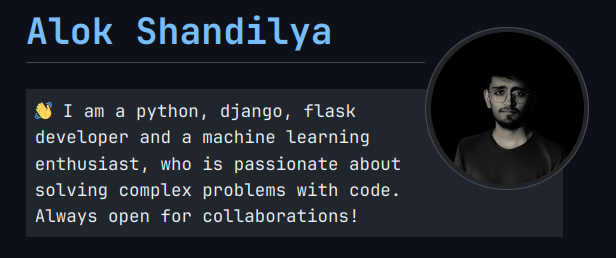 Alok Shandilya
👋 I am a python, django, flask
developer and a machine learning
enthusiast, who is passionate about
solving complex problems with code.
Always open for collaborations!